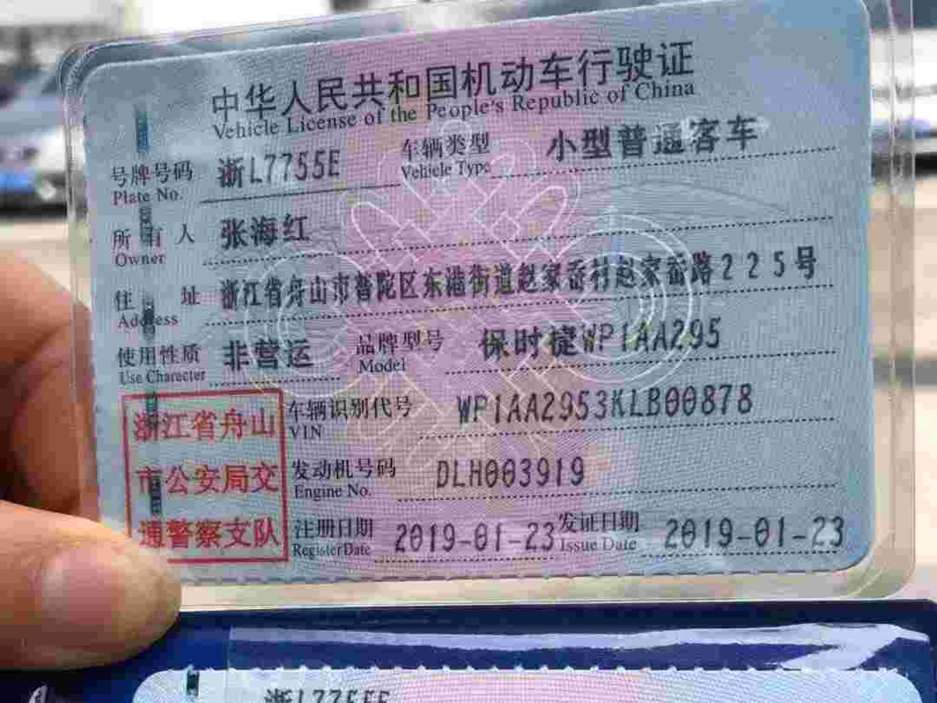 中华人民共和国机动车行驶证
Vehicle License of the People's Republic of China
号牌号码 浙L7755E 车辆类型 小型普通客车
Plate No. Vehicle Type
所有人 张海红
Owner
住址 浙江省舟山市普陀区东港街道赵家岙村赵家岙路225号
Address
使用性质 非营运 品牌型号 保时捷WP1AA295
Use Character Model
浙江省舟山 车辆识别代号 WP1AA2953KLB00878
VIN
市公安局交 发动机号码 DLH003919
Engine No.
通警察支队 注册日期 2019-01-23 发证日期 2019-01-23
Register Date Issue Date